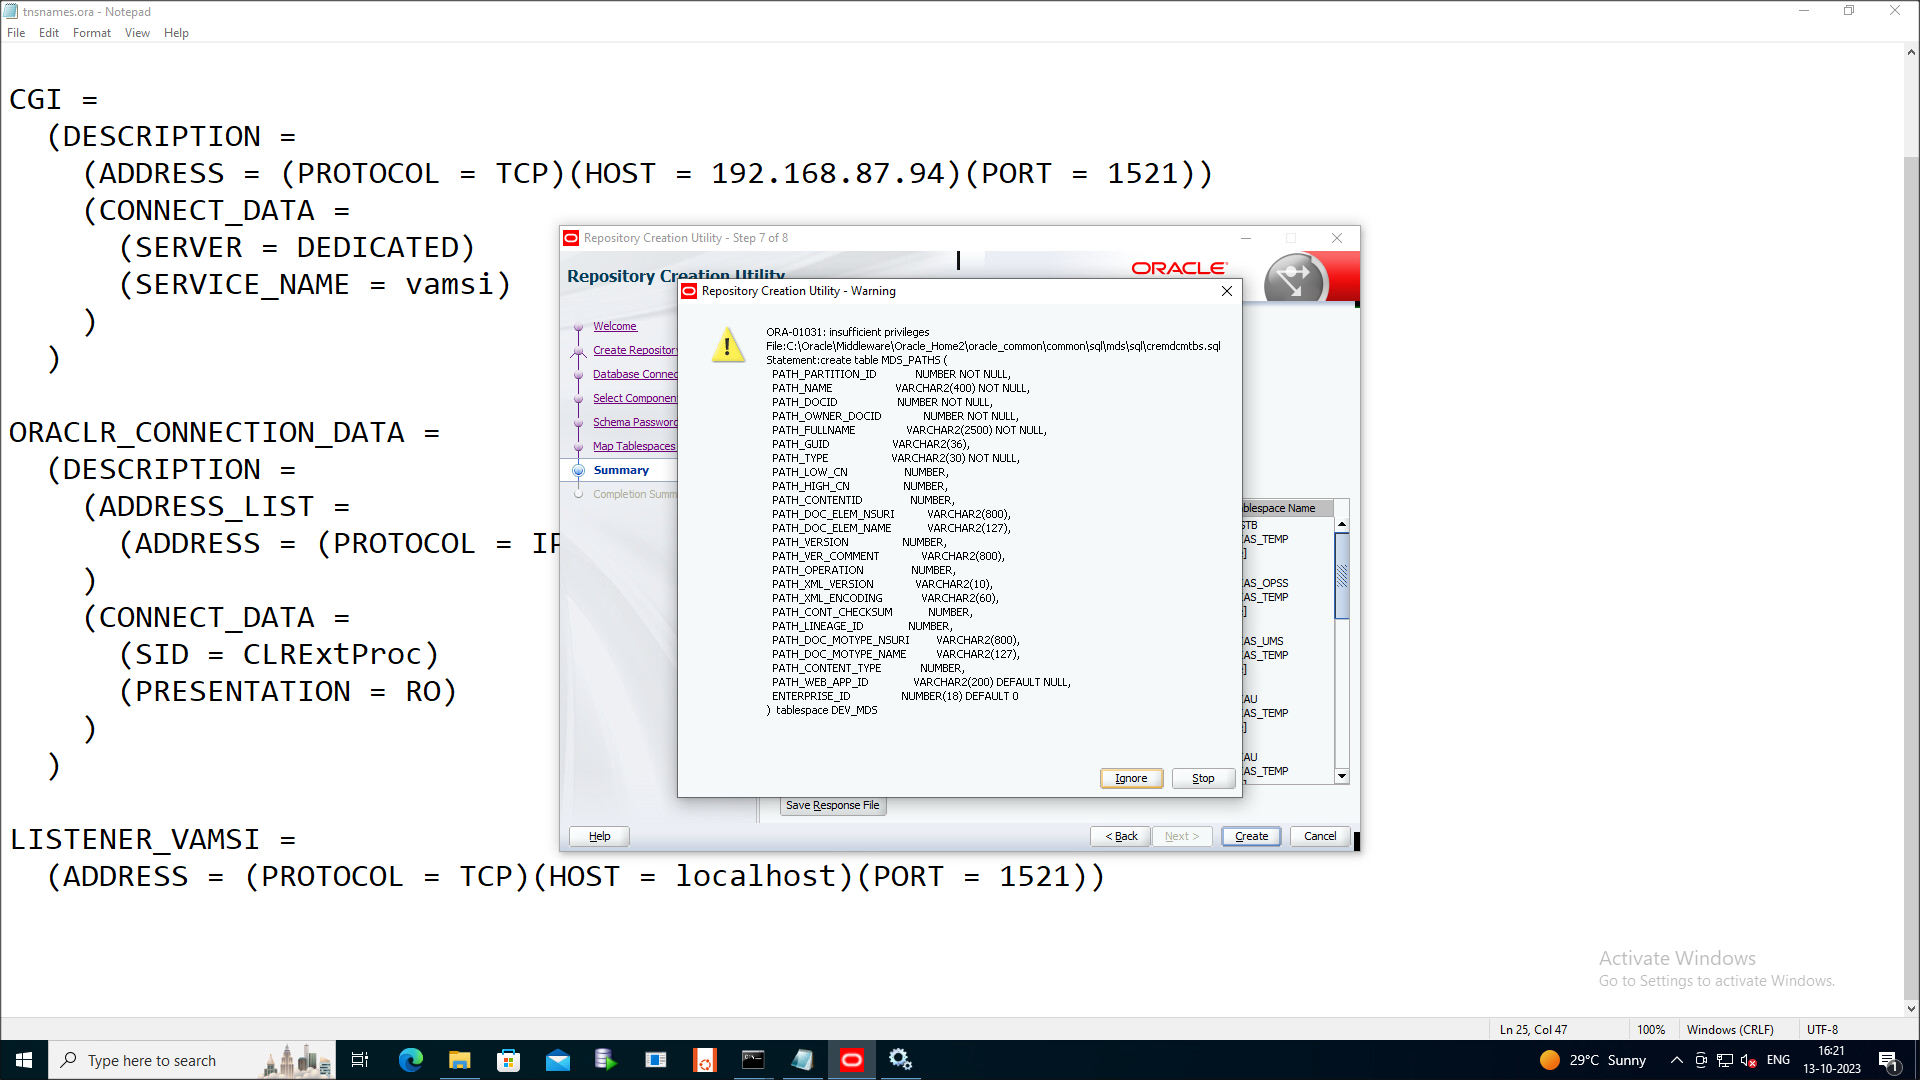 tnsnames.ora - Notepad
File Edit Format View Help
CGI =
(DESCRIPTION =
(ADDRESS = (PROTOCOL = TCP)(HOST = 192.168.87.94)(PORT = 1521))
(CONNECT_DATA =
(SERVER = DEDICATED)
(SERVICE_NAME = vamsi)
)
)
ORACLR_CONNECTION_DATA =
(DESCRIPTION =
(ADDRESS_LIST =
(ADDRESS = (PROTOCOL =
)
(CONNECT_DATA =
(SID = CLRExtProc)
(PRESENTATION = RO)
)
)
LISTENER_VAMSI =
(ADDRESS = (PROTOCOL = TCP)(HOST = localhost)(PORT = 1521))
Repository Creation Utility - Step 7 of 8
Repository Creation Utility
ORACLE
Welcome
Create Repository
Database Connec
Select Componen
Schema Password
Map Tablespaces
Summary
Completion Summ
Repository Creation Utility - Warning
ORA-01031: insufficient privileges
File:C:\Oracle\Middleware\Oracle_Home2\oracle_common\common\sql\mds\sql\cremdcmtbs.sql
Statement:create table MDS_PATHS (
PATH_PARTITION_ID NUMBER NOT NULL,
PATH_NAME VARCHAR2(400) NOT NULL,
PATH_DOCID NUMBER NOT NULL,
PATH_OWNER_DOCID NUMBER NOT NULL,
PATH_FULLNAME VARCHAR2(2500) NOT NULL,
PATH_GUID VARCHAR2(36),
PATH_TYPE VARCHAR2(30) NOT NULL,
PATH_LOW_CN NUMBER,
PATH_HIGH_CN NUMBER,
PATH_CONTENTID NUMBER,
PATH_DOC_ELEM_NSURI VARCHAR2(800),
PATH_DOC_ELEM_NAME VARCHAR2(127),
PATH_VERSION NUMBER,
PATH_VER_COMMENT VARCHAR2(800),
PATH_OPERATION NUMBER,
PATH_XML_VERSION VARCHAR2(10),
PATH_XML_ENCODING VARCHAR2(60),
PATH_CONT_CHECKSUM NUMBER,
PATH_LINEAGE_ID NUMBER,
PATH_DOC_MOTYPE_NSURI VARCHAR2(800),
PATH_DOC_MOTYPE_NAME VARCHAR2(127),
PATH_CONTENT_TYPE NUMBER,
PATH_WEB_APP_ID VARCHAR2(200) DEFAULT NULL,
ENTERPRISE_ID NUMBER(18) DEFAULT 0
) tablespace DEV_MDS
Ignore Stop
blespace Name
STB
AS_TEMP
]
AS_OPSS
AS_TEMP
]
AS_UMS
AS_TEMP
]
AU
AS_TEMP
]
AU
AS_TEMP
Save Response File
Help < Back Next > Create Cancel
Activate Windows
Go to Settings to activate Windows.
Ln 25, Col 47 100% Windows (CRLF) UTF-8
Type here to search
29°C Sunny
ENG
16:21
13-10-2023
1